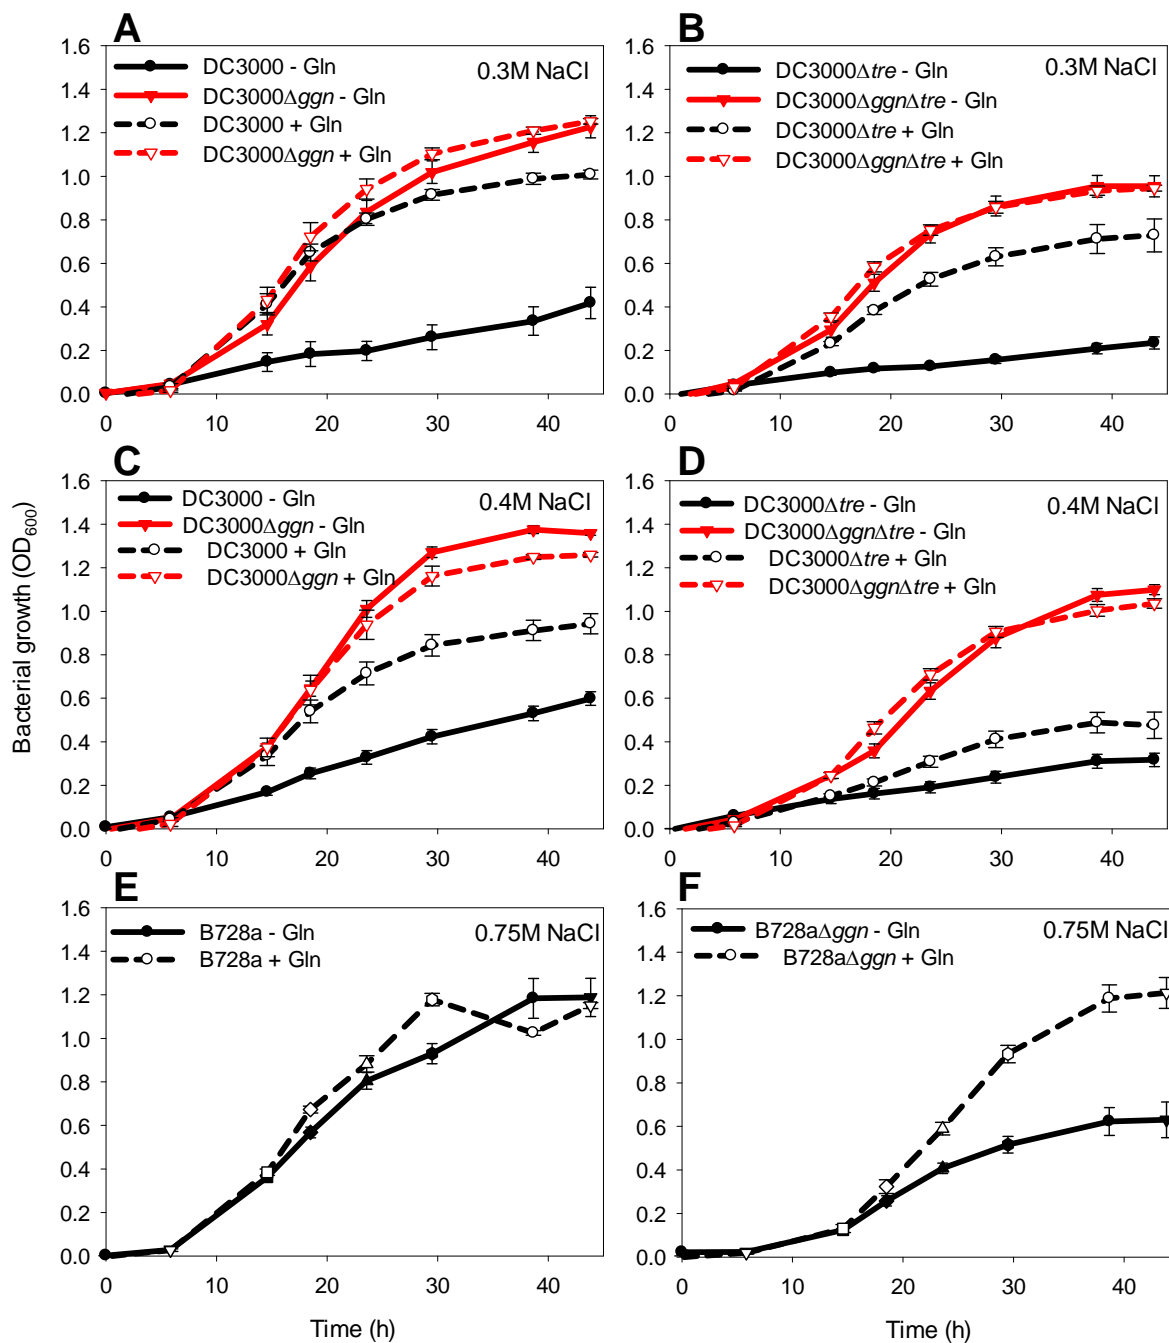 A
1.6
1.4
1.2
1.0
0.8
0.6
0.4
0.2
0.0
0 10 20 30 40
DC3000 - Gln
DC3000Δggn - Gln
DC3000 + Gln
DC3000Δggn + Gln
0.3M NaCl
B
1.6
1.4
1.2
1.0
0.8
0.6
0.4
0.2
0.0
0 10 20 30 40
DC3000Δtre - Gln
DC3000ΔggnΔtre - Gln
DC3000Δtre + Gln
DC3000ΔggnΔtre + Gln
0.3M NaCl
Bacterial growth (OD600)
C
1.6
1.4
1.2
1.0
0.8
0.6
0.4
0.2
0.0
0 10 20 30 40
DC3000 - Gln
DC3000Δggn - Gln
DC3000 + Gln
DC3000Δggn + Gln
0.4M NaCl
D
1.6
1.4
1.2
1.0
0.8
0.6
0.4
0.2
0.0
0 10 20 30 40
DC3000Δtre - Gln
DC3000ΔggnΔtre - Gln
DC3000Δtre + Gln
DC3000ΔggnΔtre + Gln
0.4M NaCl
E
1.6
1.4
1.2
1.0
0.8
0.6
0.4
0.2
0.0
0 10 20 30 40
B728a - Gln
B728a + Gln
0.75M NaCl
Time (h)
F
1.6
1.4
1.2
1.0
0.8
0.6
0.4
0.2
0.0
0 10 20 30 40
B728aΔggn - Gln
B728aΔggn + Gln
0.75M NaCl
Time (h)